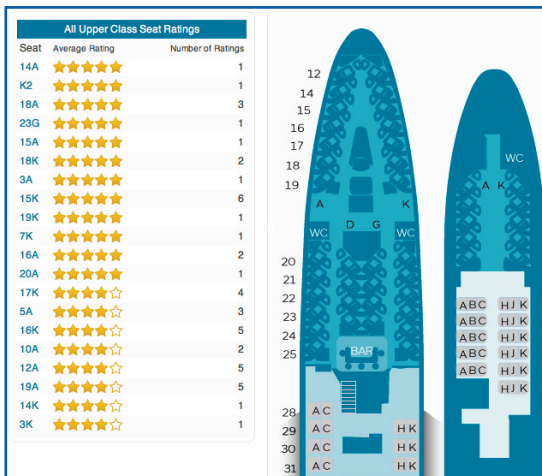 All Upper Class Seat Ratings
Seat Average Rating Number of Ratings
14A 1
K2 1
18A 3
23G 1
15A 1
18K 2
3A 1
15K 6
19K 1
7K 1
16A 2
20A 1
17K 4
5A 3
16K 5
10A 2
12A 5
19A 5
14K 1
3K 1
12
14
15
16
17
18
19
A K
D G
WC WC
20
21
22
23
24
25
BAR
28 A C
29 A C H K
30 A C H K
31 A C H K
WC
A K
A B C H J K
A B C H J K
A B C H J K
A B C H J K
A B C H J K
H J K